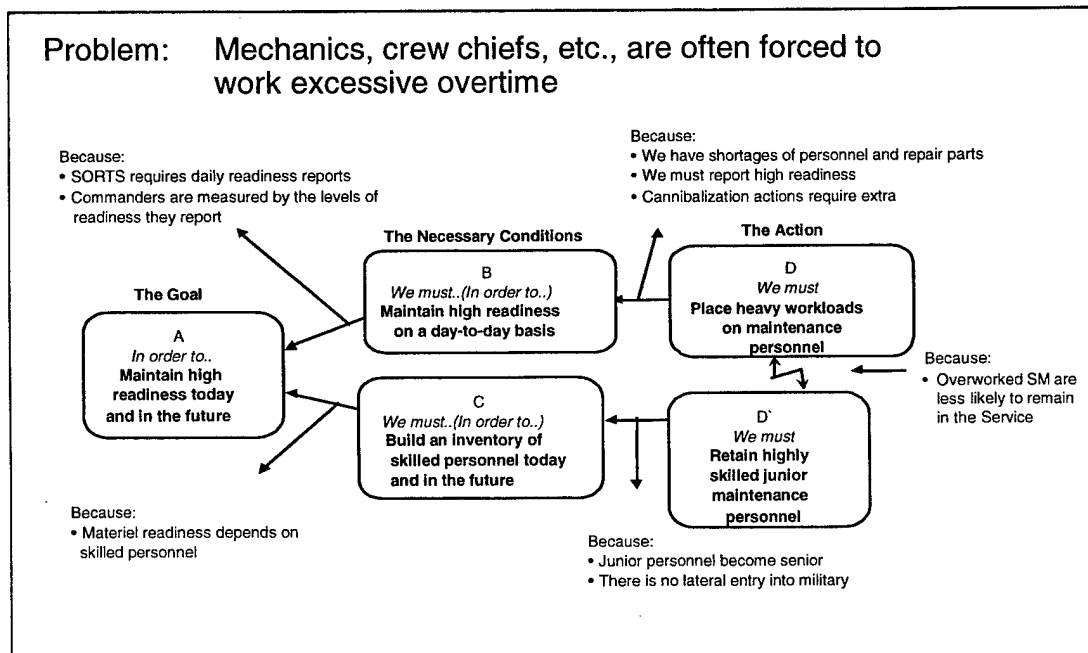 Problem: Mechanics, crew chiefs, etc., are often forced to
work excessive overtime
Because:
• SORTS requires daily readiness reports
• Commanders are measured by the levels of
readiness they report
Because:
• We have shortages of personnel and repair parts
• We must report high readiness
• Cannibalization actions require extra
The Necessary Conditions
The Action
The Goal
B
We must..(In order to..)
Maintain high readiness
on a day-to-day basis
D
We must
Place heavy workloads
on maintenance
personnel
A
In order to..
Maintain high
readiness today
and in the future
Because:
• Overworked SM are
less likely to remain
in the Service
C
We must..(In order to..)
Build an inventory of
skilled personnel today
and in the future
D`
We must
Retain highly
skilled junior
maintenance
personnel
Because:
• Materiel readiness depends on
skilled personnel
Because:
• Junior personnel become senior
• There is no lateral entry into military